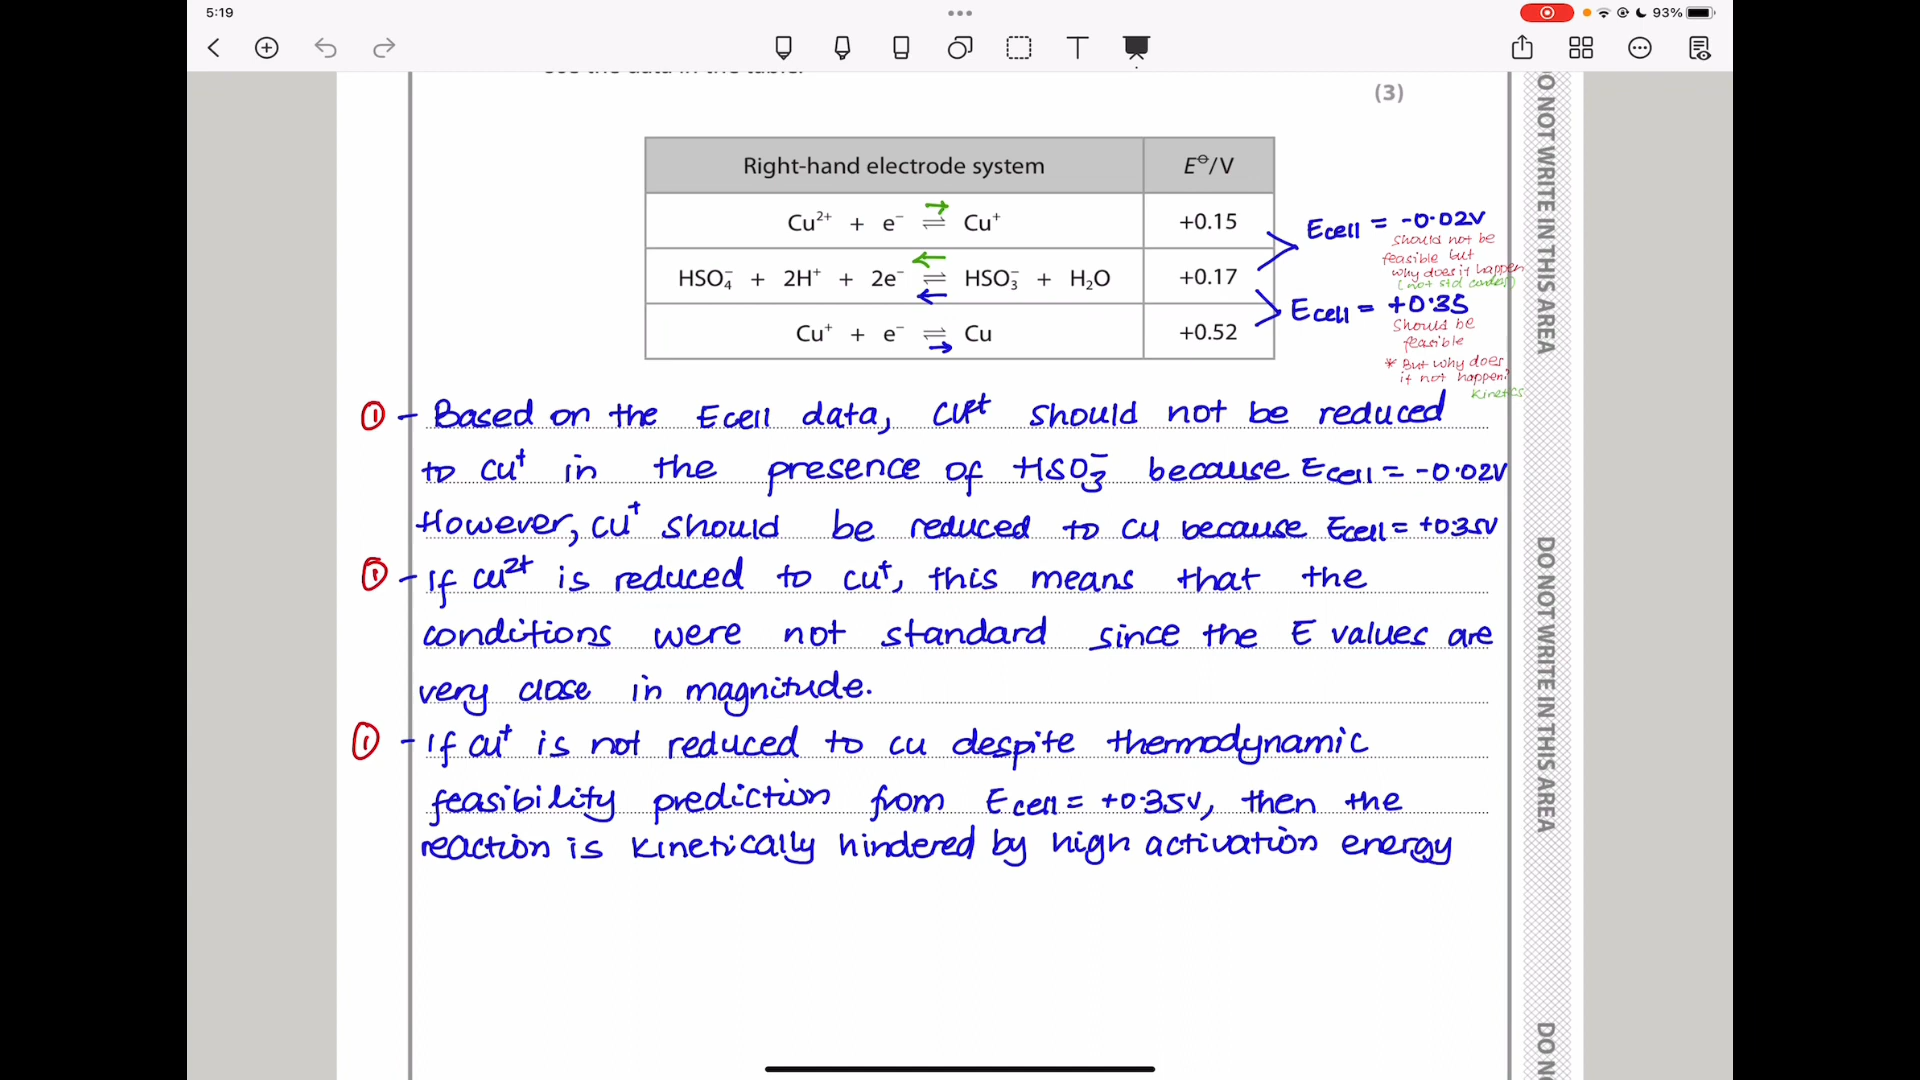 5:19
93%
(3)
Right-hand electrode system E⊖/V
Cu²⁺ + e⁻ ⇌ Cu⁺ +0.15
HSO₄⁻ + 2H⁺ + 2e⁻ ⇌ HSO₃⁻ + H₂O +0.17
Cu⁺ + e⁻ ⇌ Cu +0.52
Ecell = -0.02V
should not be
feasible but
why does it happen
Ecell = +0.35
Should be
feasible
* But why does
it not happen?
kinetics
① - Based on the Ecell data, Cu²⁺ should not be reduced
to Cu⁺ in the presence of HSO₃⁻ because Ecell = -0.02V
However, Cu⁺ should be reduced to Cu because Ecell = +0.35V
① - If Cu²⁺ is reduced to Cu⁺, this means that the
conditions were not standard since the E values are
very close in magnitude.
① - If Cu⁺ is not reduced to Cu despite thermodynamic
feasibility prediction from Ecell = +0.35V, then the
reaction is kinetically hindered by high activation energy
DO NOT WRITE IN THIS AREA
DO NOT WRITE IN THIS AREA